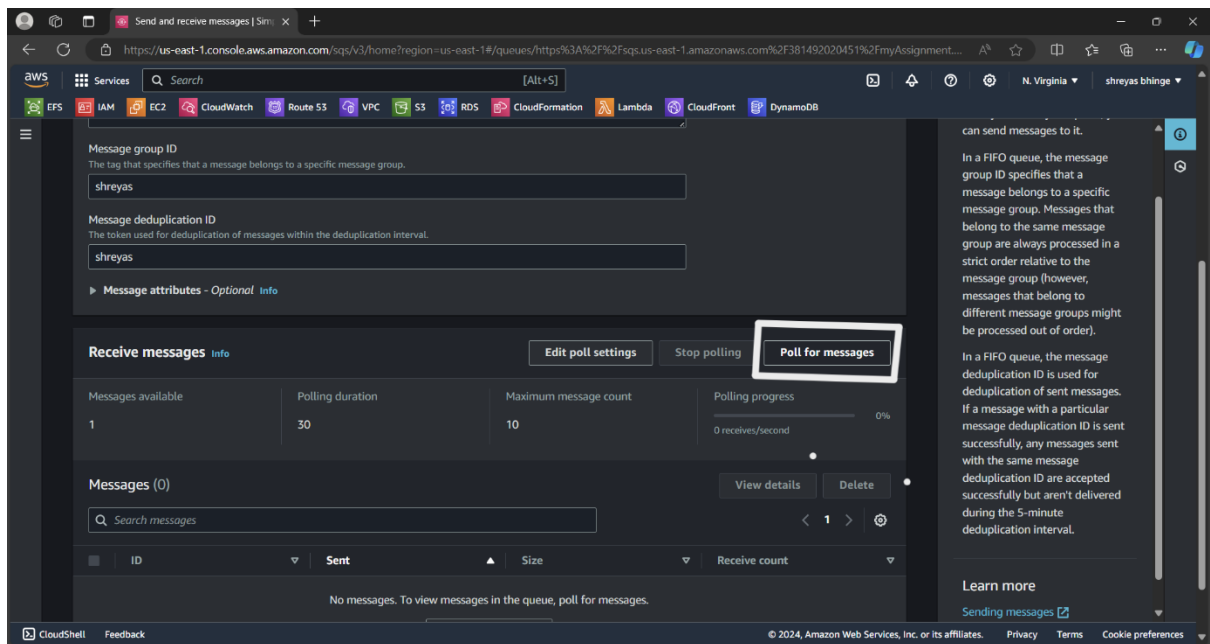 Send and receive messages | Sim
https://us-east-1.console.aws.amazon.com/sqs/v3/home?region=us-east-1#/queues/https%3A%2F%2Fsqs.us-east-1.amazonaws.com%2F381492020451%2FmyAssignment....
aws Services Search [Alt+S] N. Virginia shreyas bhinge
EFS IAM EC2 CloudWatch Route 53 VPC S3 RDS CloudFormation Lambda CloudFront DynamoDB
Message group ID
The tag that specifies that a message belongs to a specific message group.
shreyas
Message deduplication ID
The token used for deduplication of messages within the deduplication interval.
shreyas
Message attributes - Optional Info
Receive messages Info Edit poll settings Stop polling Poll for messages
Messages available Polling duration Maximum message count Polling progress
1 30 10 0%
0 receives/second
Messages (0) View details Delete
Search messages 1
ID Sent Size Receive count
No messages. To view messages in the queue, poll for messages.
can send messages to it.
In a FIFO queue, the message
group ID specifies that a
message belongs to a specific
message group. Messages that
belong to the same message
group are always processed in a
strict order relative to the
message group (however,
messages that belong to
different message groups might
be processed out of order).
In a FIFO queue, the message
deduplication ID is used for
deduplication of sent messages.
If a message with a particular
message deduplication ID is sent
successfully, any messages sent
with the same message
deduplication ID are accepted
successfully but aren't delivered
during the 5-minute
deduplication interval.
Learn more
Sending messages
CloudShell Feedback © 2024, Amazon Web Services, Inc. or its affiliates. Privacy Terms Cookie preferences